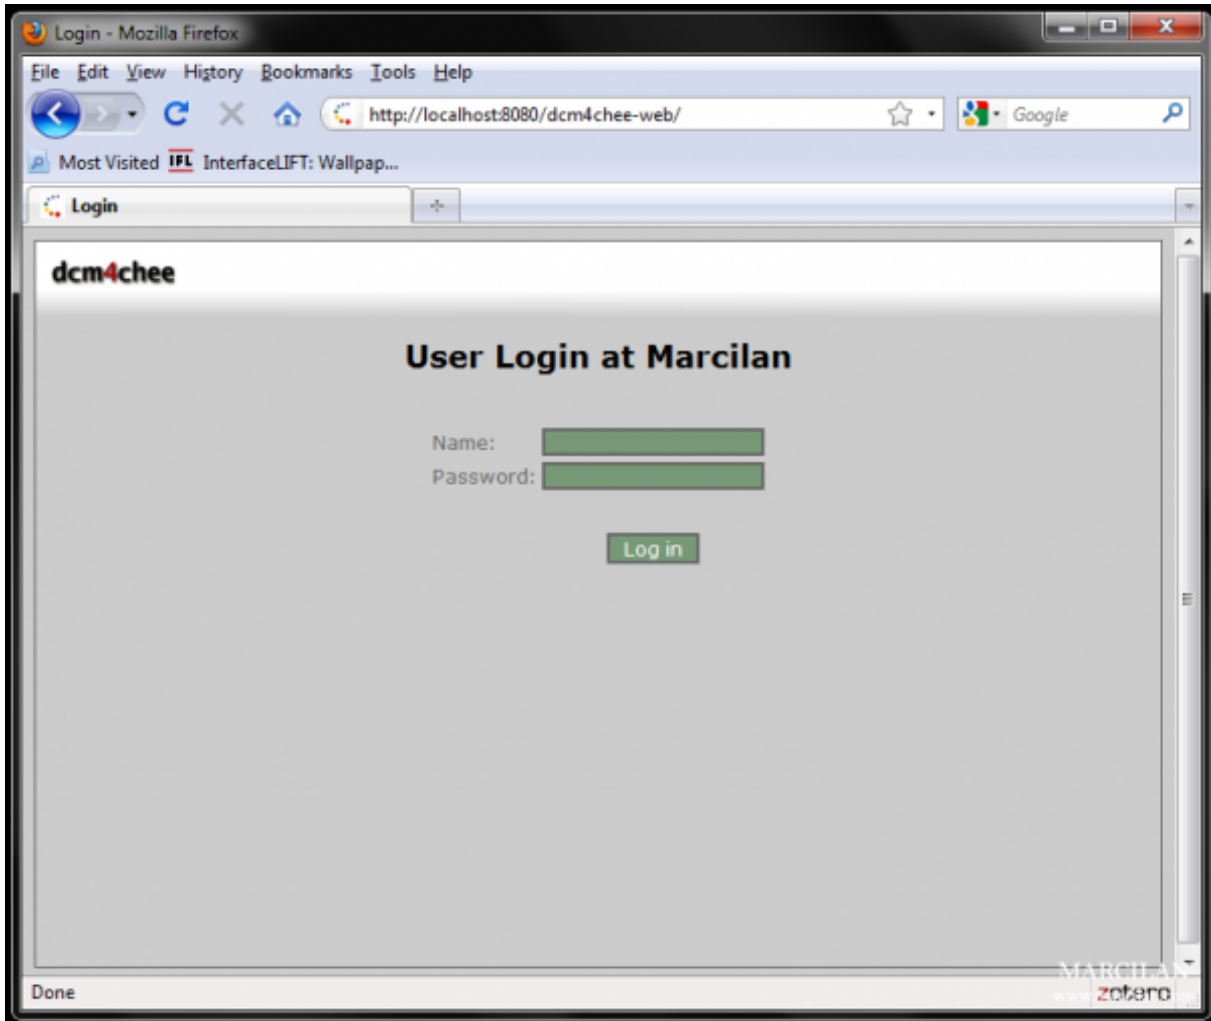 Login - Mozilla Firefox
File Edit View History Bookmarks Tools Help
http://localhost:8080/dcm4chee-web/ Google
Most Visited IFL InterfaceLIFT: Wallpap...
Login
dcm4chee
User Login at Marcilan
Name:
Password:
Log in
MARCILAN
Done zotero